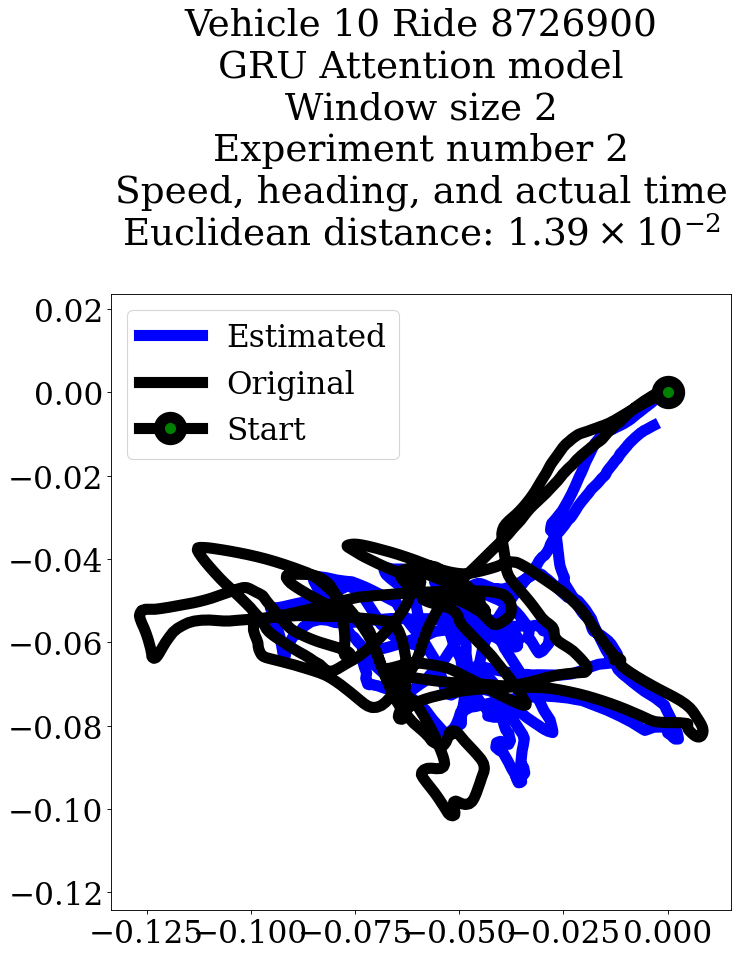 Vehicle 10 Ride 8726900
GRU Attention model
Window size 2
Experiment number 2
Speed, heading, and actual time
Euclidean distance: 1.39 × 10⁻²
Estimated
Original
Start
0.02
0.00
−0.02
−0.04
−0.06
−0.08
−0.10
−0.12
−0.125 −0.100 −0.075 −0.050 −0.025 0.000